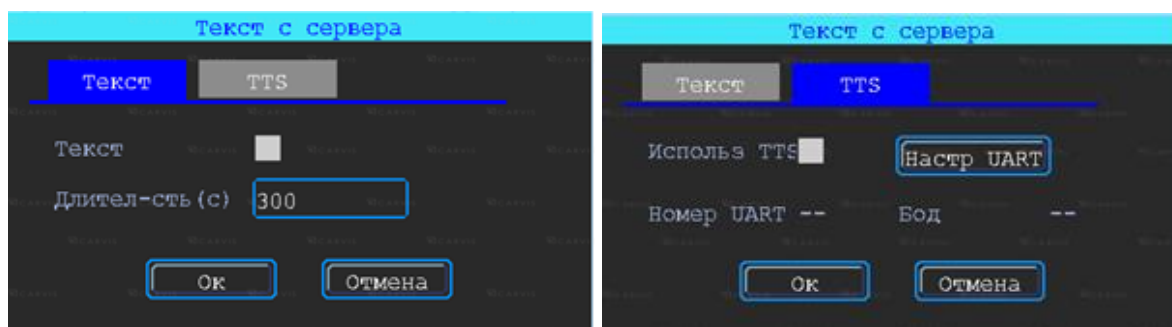 Текст с сервера
Текст TTS
Текст
Длител-сть(с) 300
Ок Отмена
Текст с сервера
Текст TTS
Использ TTS Настр UART
Номер UART -- Бод --
Ок Отмена